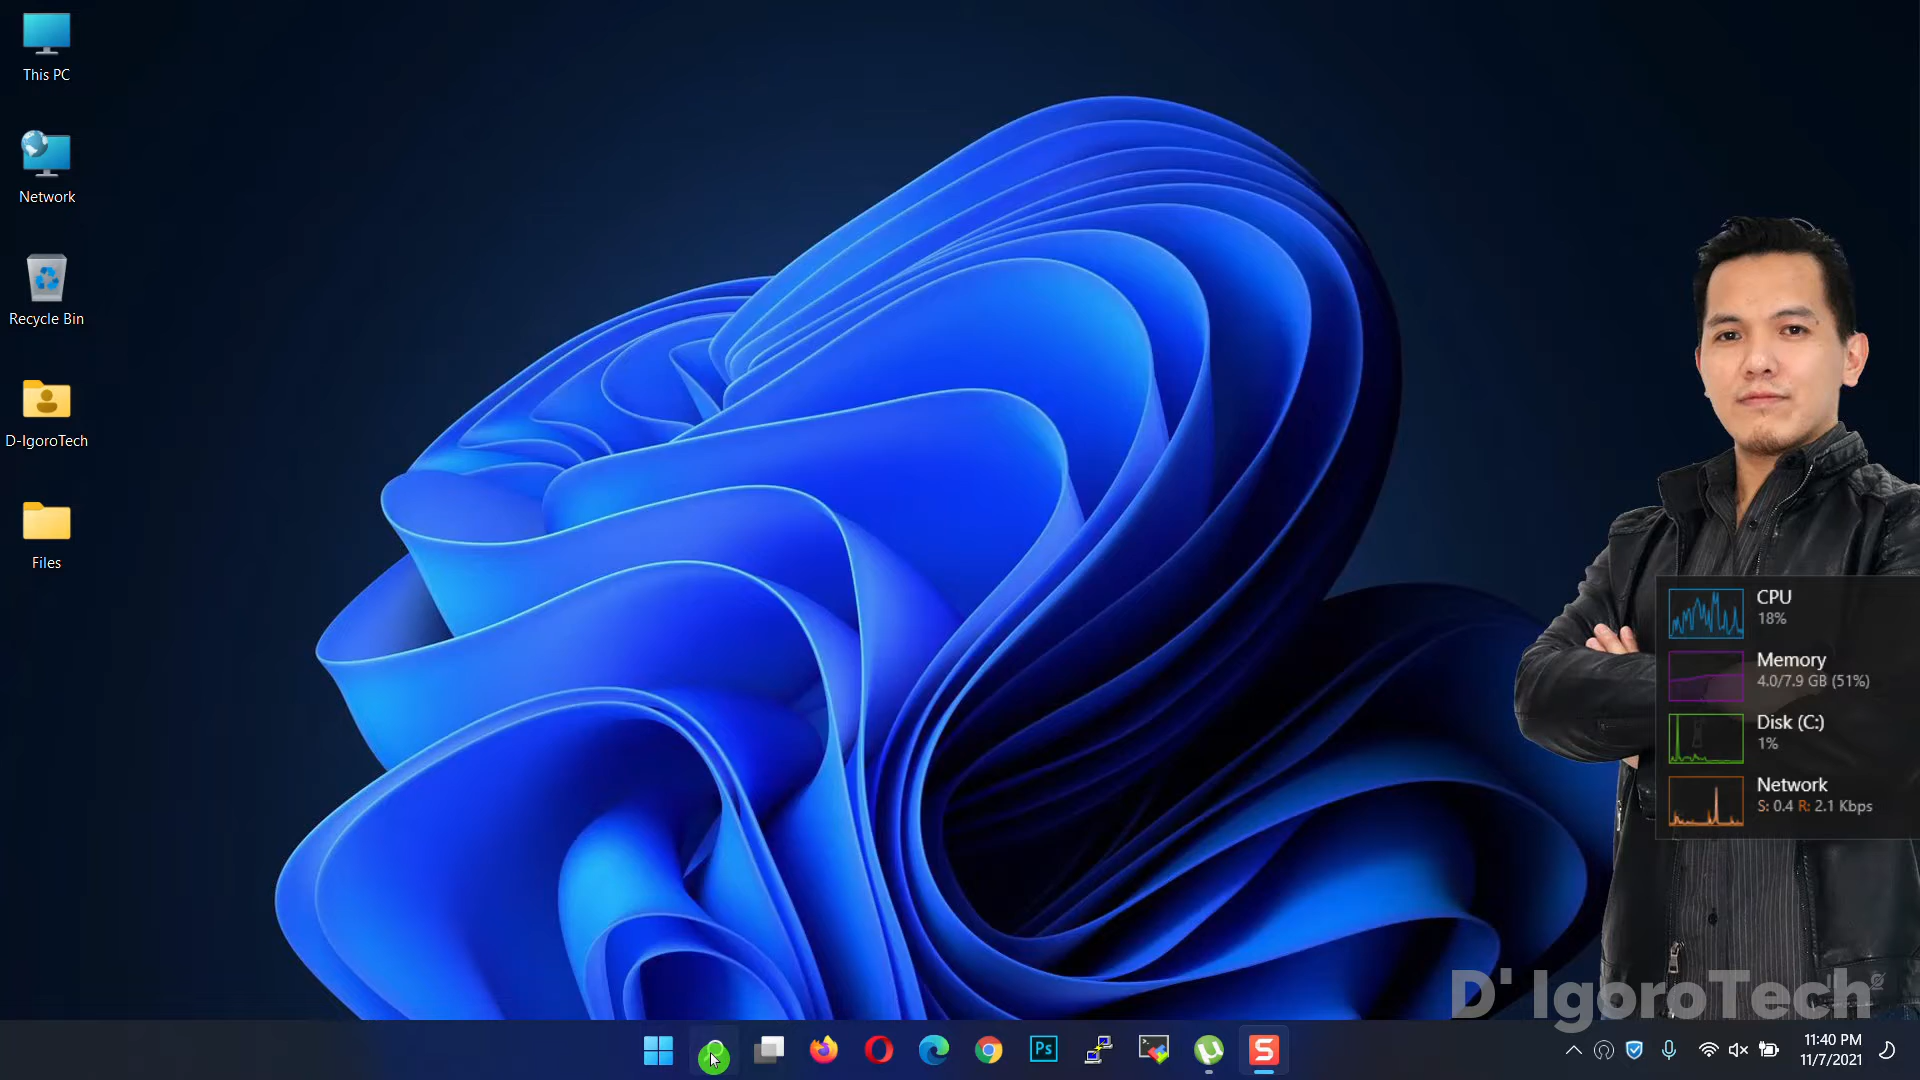 This PC
Network
Recycle Bin
D-IgoroTech
Files
CPU
18%
Memory
4.0/7.9 GB (51%)
Disk (C:)
1%
Network
S: 0.4 R: 2.1 Kbps
D' IgoroTech
Ps
S
11:40 PM
11/7/2021